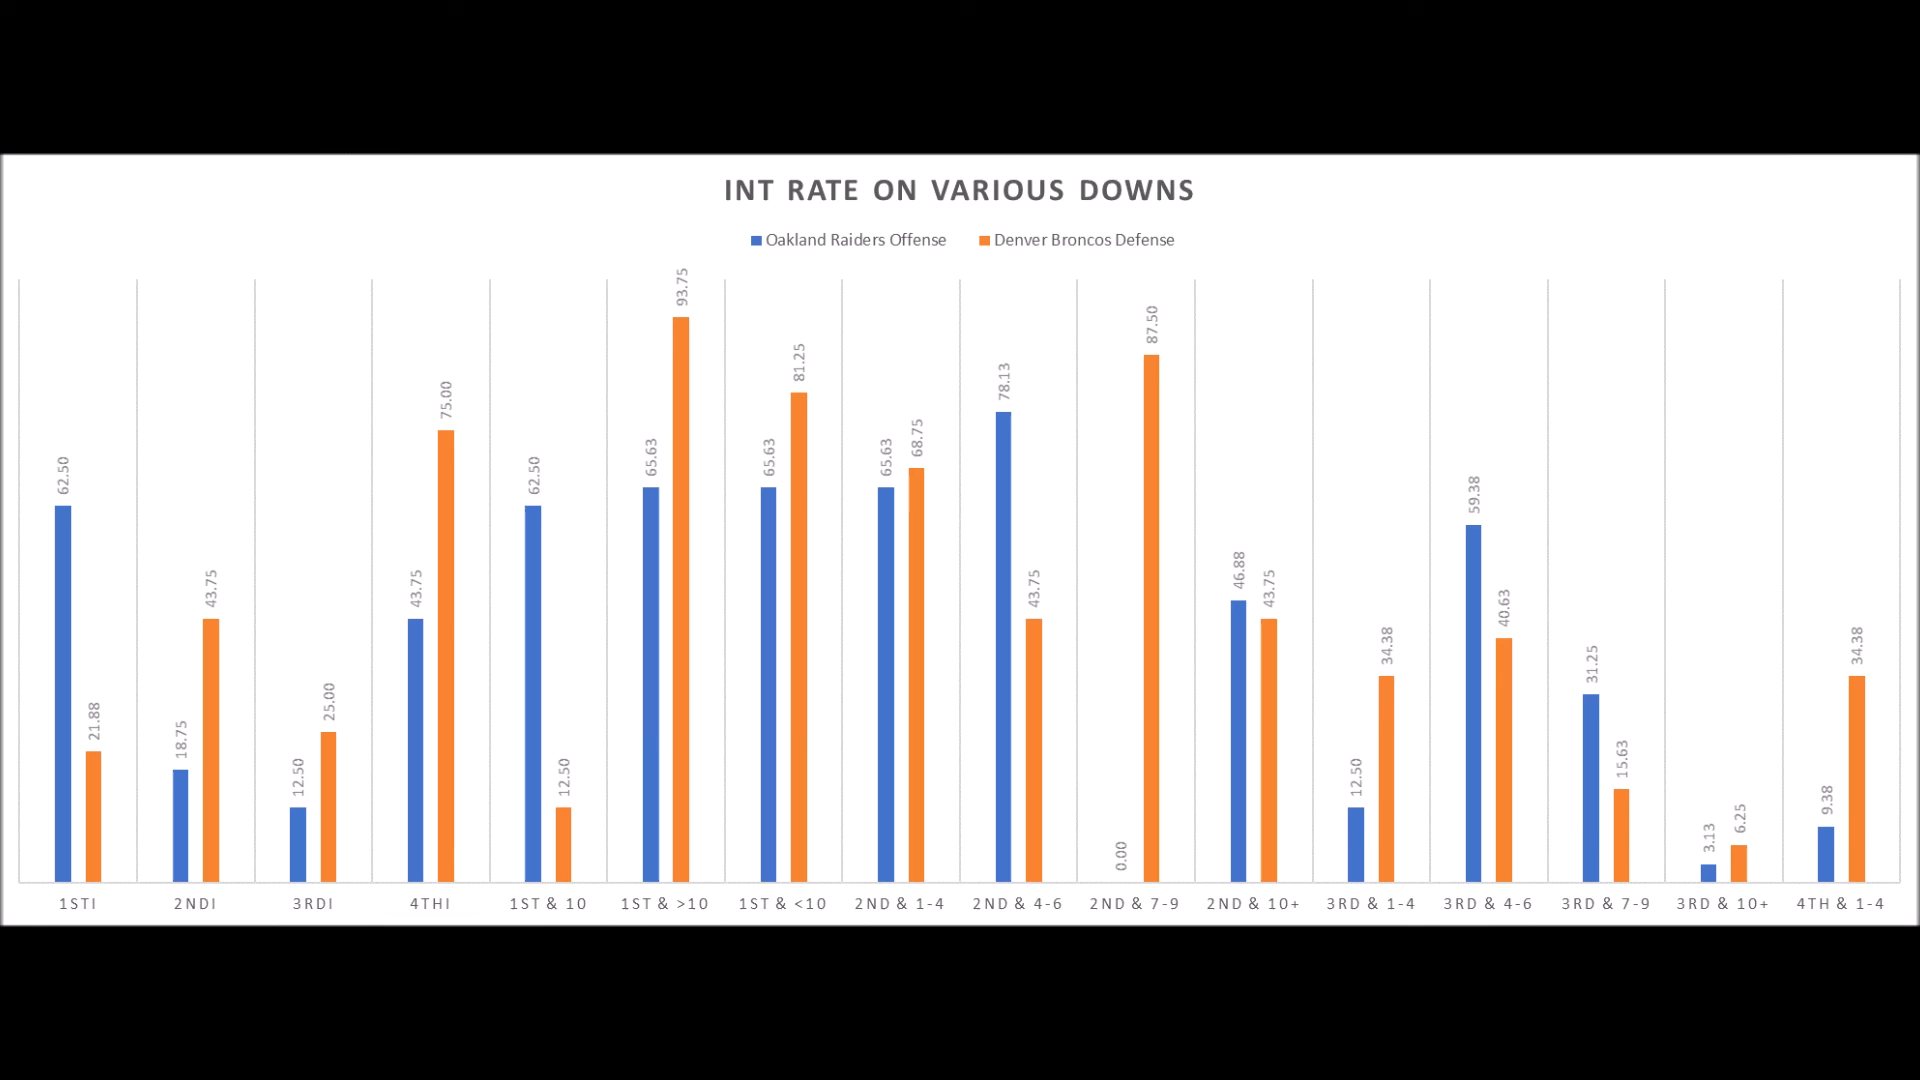 INT RATE ON VARIOUS DOWNS
Oakland Raiders Offense Denver Broncos Defense
62.50 21.88 18.75 43.75 12.50 25.00 43.75 75.00 62.50 12.50 65.63 93.75 65.63 81.25 65.63 68.75 78.13 43.75 0.00 87.50 46.88 43.75 12.50 34.38 59.38 40.63 31.25 15.63 3.13 6.25 9.38 34.38
1STI 2NDI 3RDI 4THI 1ST & 10 1ST & >10 1ST & <10 2ND & 1-4 2ND & 4-6 2ND & 7-9 2ND & 10+ 3RD & 1-4 3RD & 4-6 3RD & 7-9 3RD & 10+ 4TH & 1-4